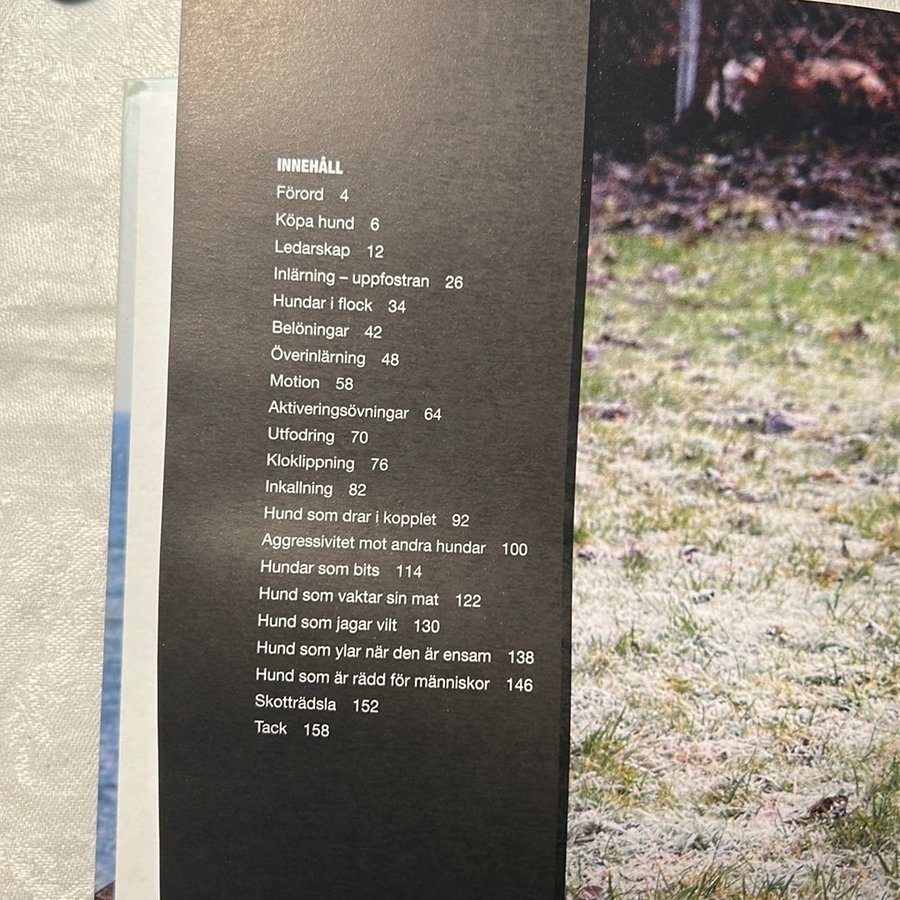 INNEHÅLL
Förord 4
Köpa hund 6
Ledarskap 12
Inlärning – uppfostran 26
Hundar i flock 34
Belöningar 42
Överinlärning 48
Motion 58
Aktiveringsövningar 64
Utfodring 70
Kloklippning 76
Inkallning 82
Hund som drar i kopplet 92
Aggressivitet mot andra hundar 100
Hundar som bits 114
Hund som vaktar sin mat 122
Hund som jagar vilt 130
Hund som ylar när den är ensam 138
Hund som är rädd för människor 146
Skotträdsla 152
Tack 158